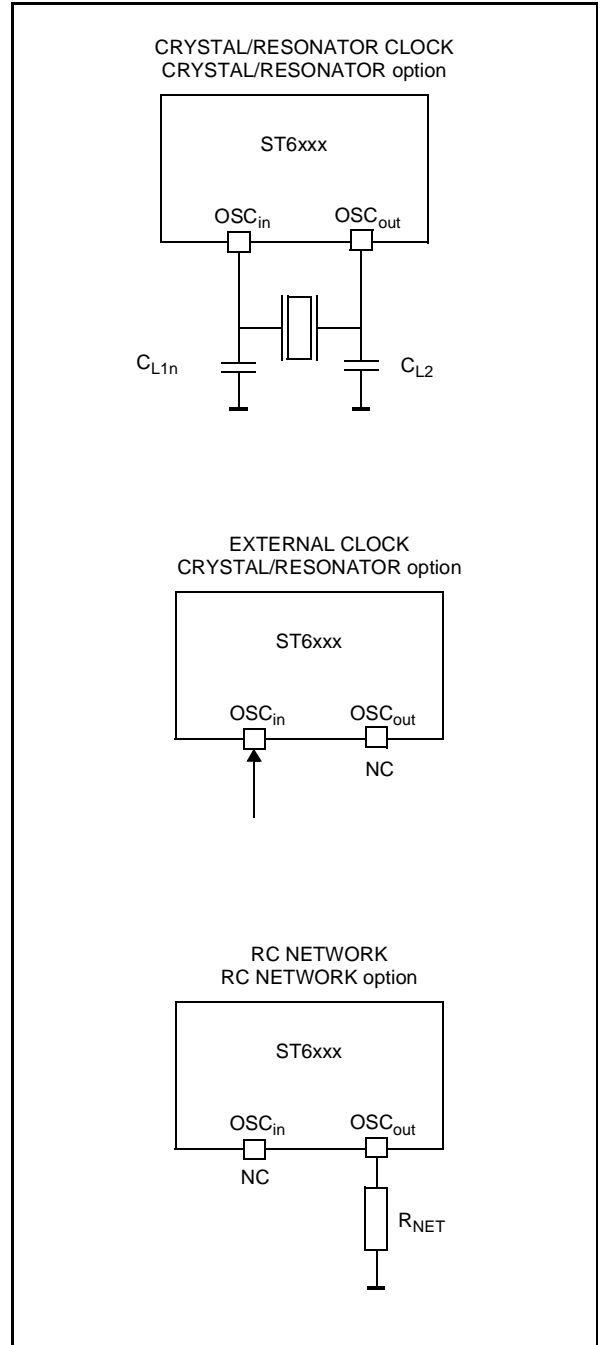 CRYSTAL/RESONATOR CLOCK
CRYSTAL/RESONATOR option
ST6xxx
OSCin OSCout
CL1n CL2
EXTERNAL CLOCK
CRYSTAL/RESONATOR option
ST6xxx
OSCin OSCout
NC
RC NETWORK
RC NETWORK option
ST6xxx
OSCin OSCout
NC
RNET